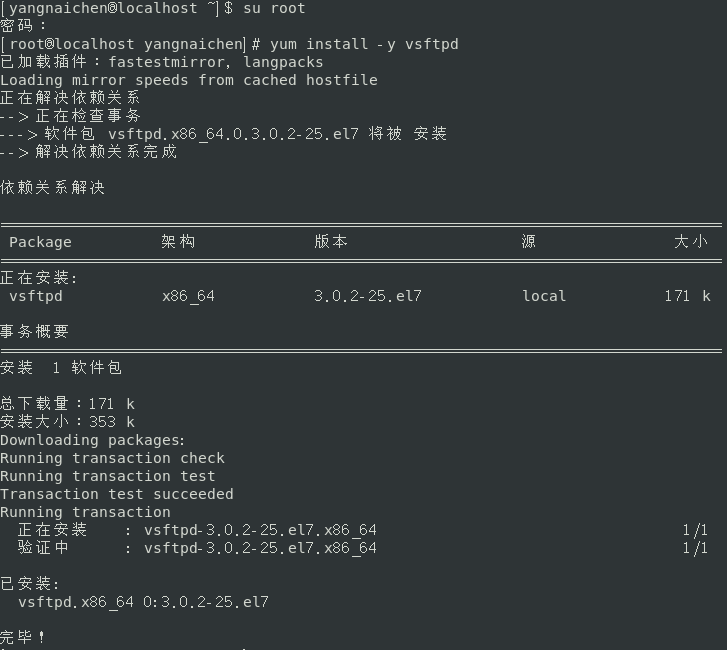 [yangnaichen@localhost ~]$ su root
密码：
[root@localhost yangnaichen]# yum install -y vsftpd
已加载插件：fastestmirror, langpacks
Loading mirror speeds from cached hostfile
正在解决依赖关系
--> 正在检查事务
---> 软件包 vsftpd.x86_64.0.3.0.2-25.el7 将被 安装
--> 解决依赖关系完成
依赖关系解决
Package 架构 版本 源 大小
正在安装:
vsftpd x86_64 3.0.2-25.el7 local 171 k
事务概要
安装 1 软件包
总下载量：171 k
安装大小：353 k
Downloading packages:
Running transaction check
Running transaction test
Transaction test succeeded
Running transaction
正在安装 : vsftpd-3.0.2-25.el7.x86_64 1/1
验证中 : vsftpd-3.0.2-25.el7.x86_64 1/1
已安装:
vsftpd.x86_64 0:3.0.2-25.el7
完毕！